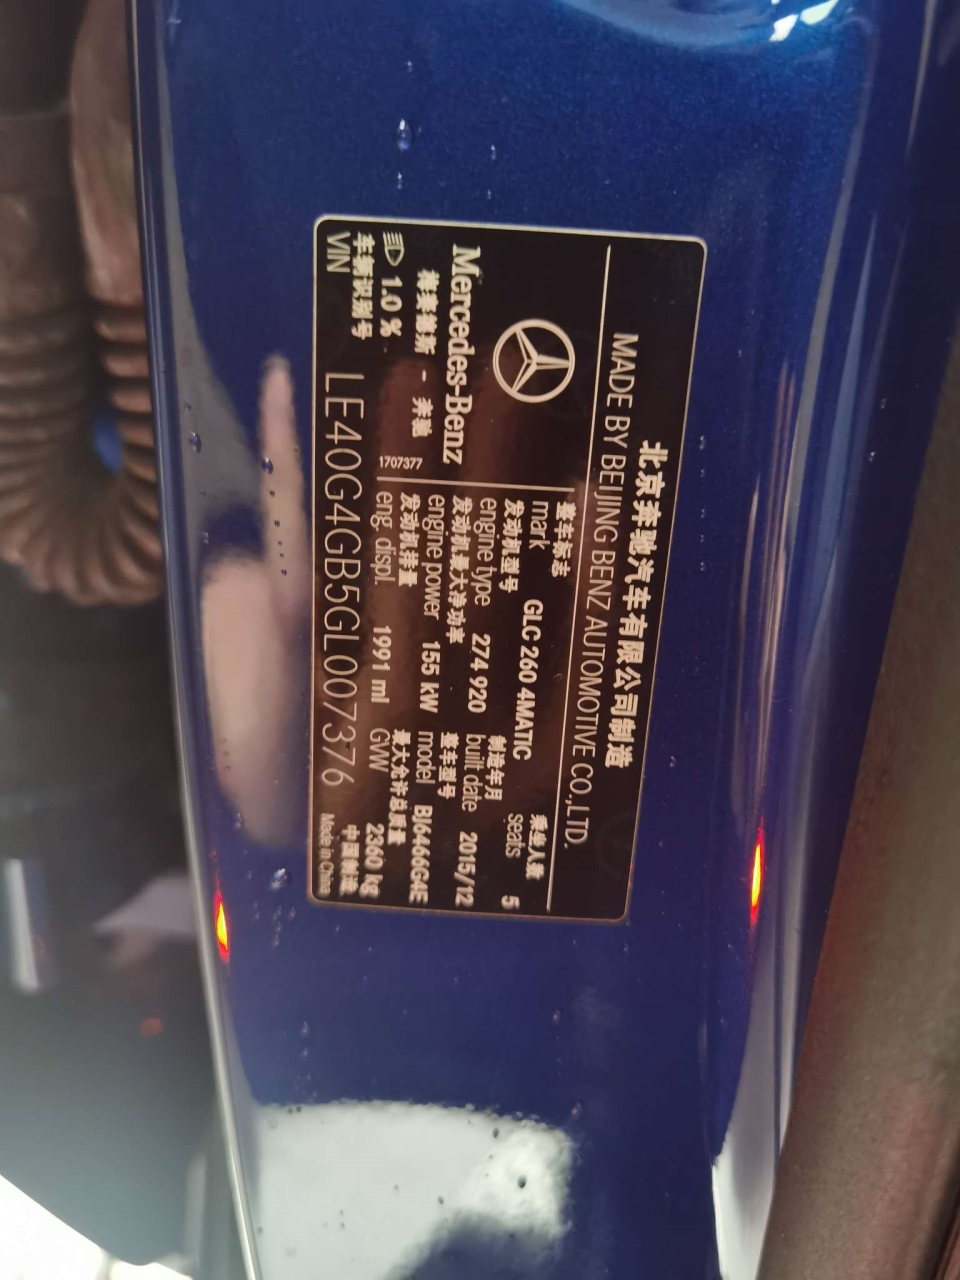 北京奔驰汽车有限公司制造
MADE BY BEIJING BENZ AUTOMOTIVE CO.,LTD.
Mercedes-Benz
梅赛德斯 - 奔驰
1.0 %
1707377
整车标志
mark GLC 260 4MATIC
乘坐人数
seats 5
发动机型号
engine type 274 920
制造年月
built date 2015/12
发动机最大净功率
engine power 155 kW
整车型号
model BJ6466G4E
发动机排量
eng. displ. 1991 ml
最大允许总质量
GVW 2360 kg
车辆识别号
VIN LE40G4GB5GL007376
中国制造
Made in China